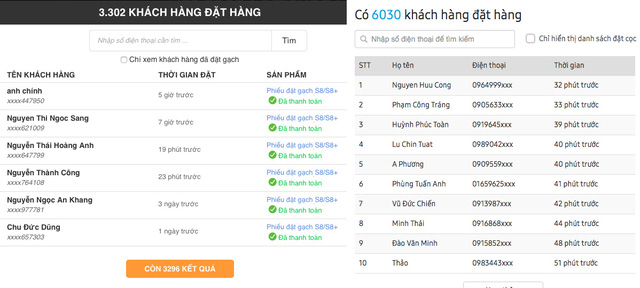 3.302 KHÁCH HÀNG ĐẶT HÀNG
Nhập số điện thoại cần tìm ... Tìm
Chỉ xem khách hàng đã đặt gạch
TÊN KHÁCH HÀNG THỜI GIAN ĐẶT SẢN PHẨM
anh chính
xxxx447950 5 giờ trước Phiếu đặt gạch S8/S8+
Đã thanh toán
Nguyen Thi Ngoc Sang
xxxx621009 7 giờ trước Phiếu đặt gạch S8/S8+
Đã thanh toán
Nguyễn Thái Hoàng Anh
xxxx647799 19 phút trước Phiếu đặt gạch S8/S8+
Đã thanh toán
Nguyễn Thành Công
xxxx764108 23 phút trước Phiếu đặt gạch S8/S8+
Đã thanh toán
Nguyễn Ngọc An Khang
xxxx977781 3 ngày trước Phiếu đặt gạch S8/S8+
Đã thanh toán
Chu Đức Dũng
xxxx657303 1 ngày trước Phiếu đặt gạch S8/S8+
Đã thanh toán
CÒN 3296 KẾT QUẢ
Có 6030 khách hàng đặt hàng
Nhập số điện thoại để tìm kiếm Chỉ hiển thị danh sách đặt cọc
STT Họ tên Điện thoại Thời gian
1 Nguyen Huu Cong 0964999xxx 32 phút trước
2 Phạm Công Tráng 0905633xxx 33 phút trước
3 Huỳnh Phúc Toàn 0919645xxx 39 phút trước
4 Lu Chin Tuat 0989042xxx 40 phút trước
5 A Phương 0909559xxx 40 phút trước
6 Phùng Tuấn Anh 01659625xxx 41 phút trước
7 Vũ Đức Chiến 0913987xxx 42 phút trước
8 Minh Thái 0916868xxx 44 phút trước
9 Đào Văn Minh 0915852xxx 48 phút trước
10 Thảo 0983443xxx 51 phút trước